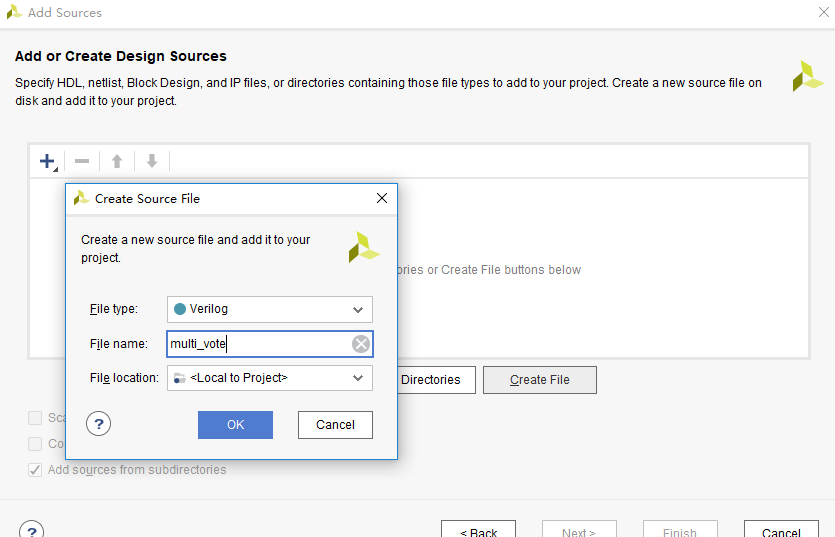 Add Sources
Add or Create Design Sources
Specify HDL, netlist, Block Design, and IP files, or directories containing those file types to add to your project. Create a new source file on
disk and add it to your project.
Create Source File
Create a new source file and add it to your
project.
or Create File buttons below
File type:
Verilog
File name:
multi_vote
File location:
<Local to Project>
Directories
Create File
?
OK
Cancel
Add sources from subdirectories
?
< Back
Next >
Finish
Cancel